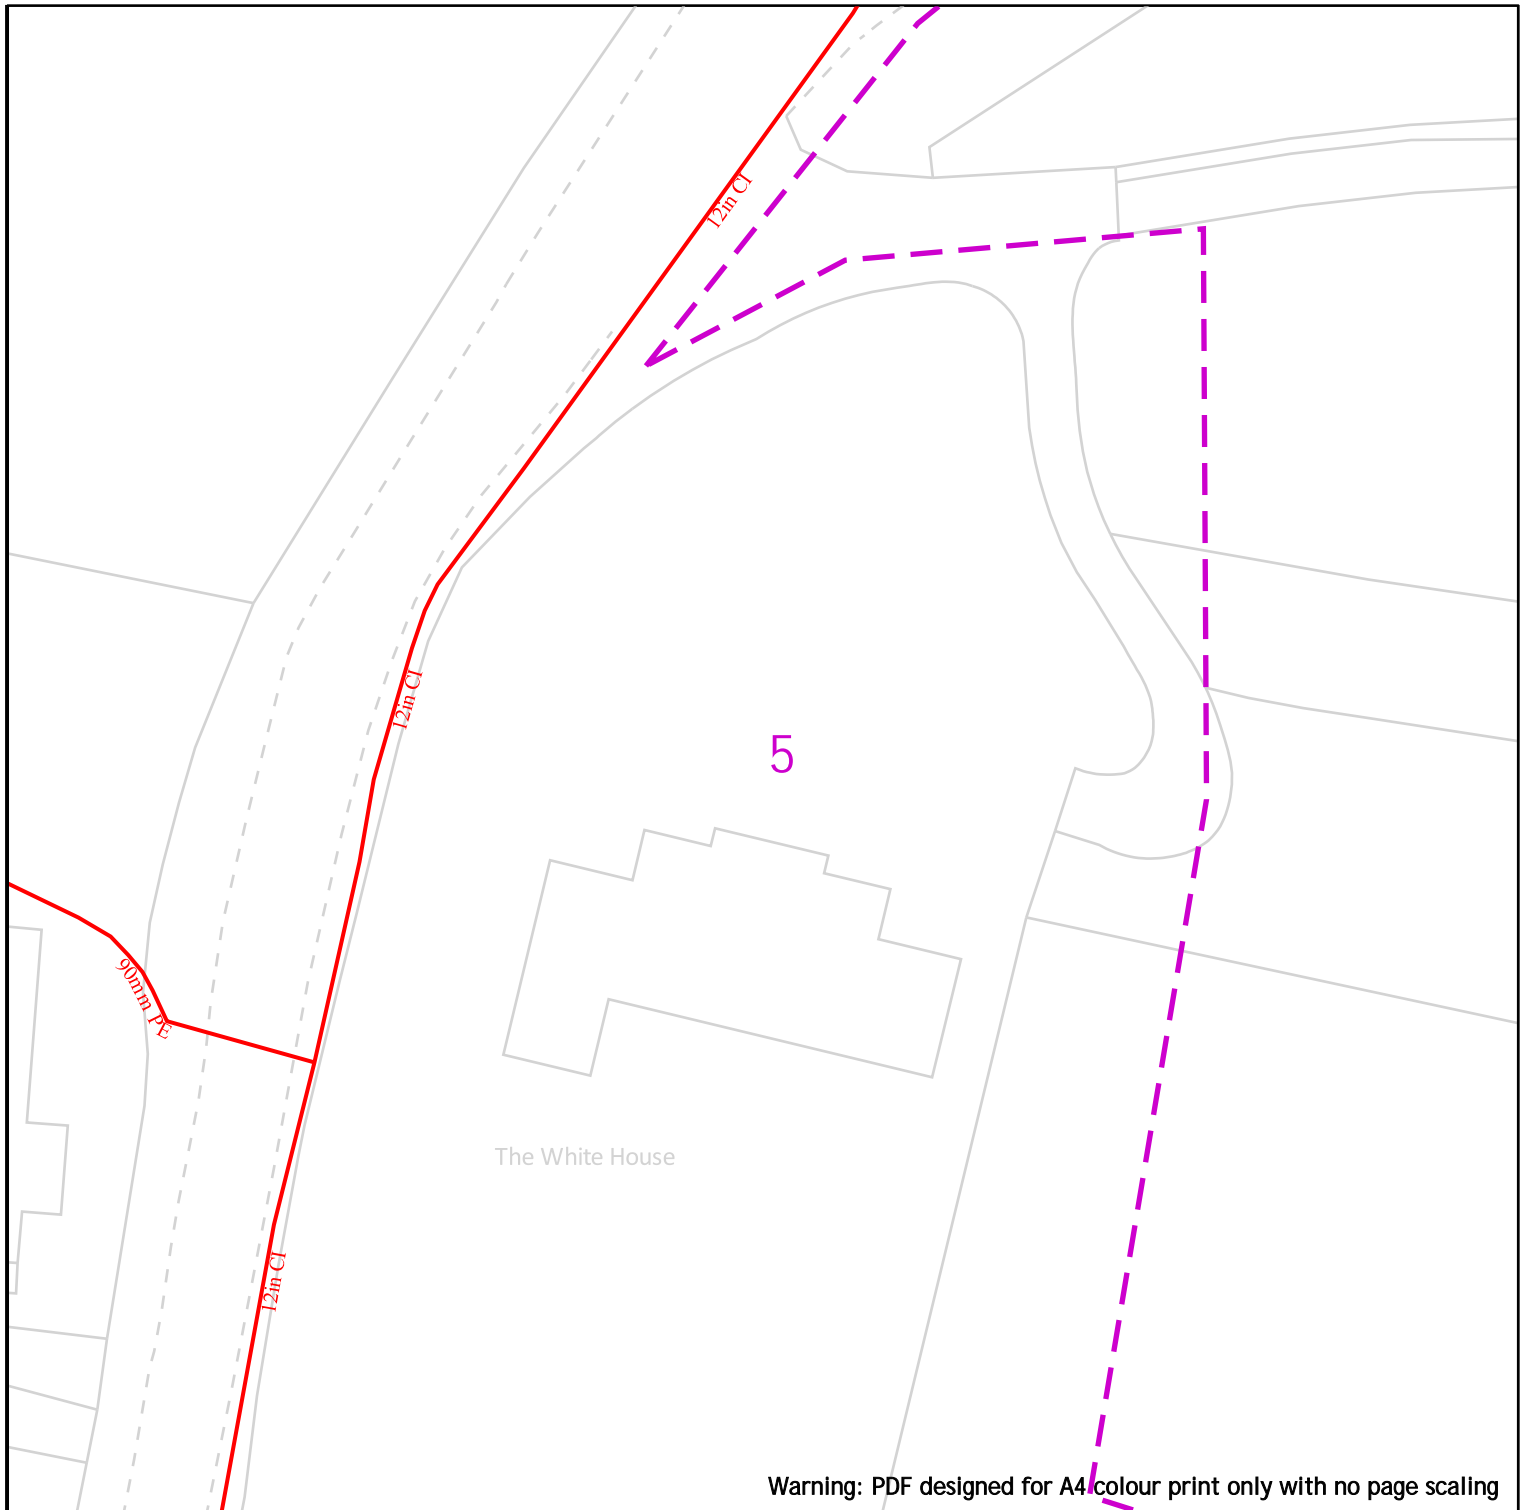 12in CI
12in CI
5
90mm PE
The White House
12in CI
Warning: PDF designed for A4 colour print only with no page scaling